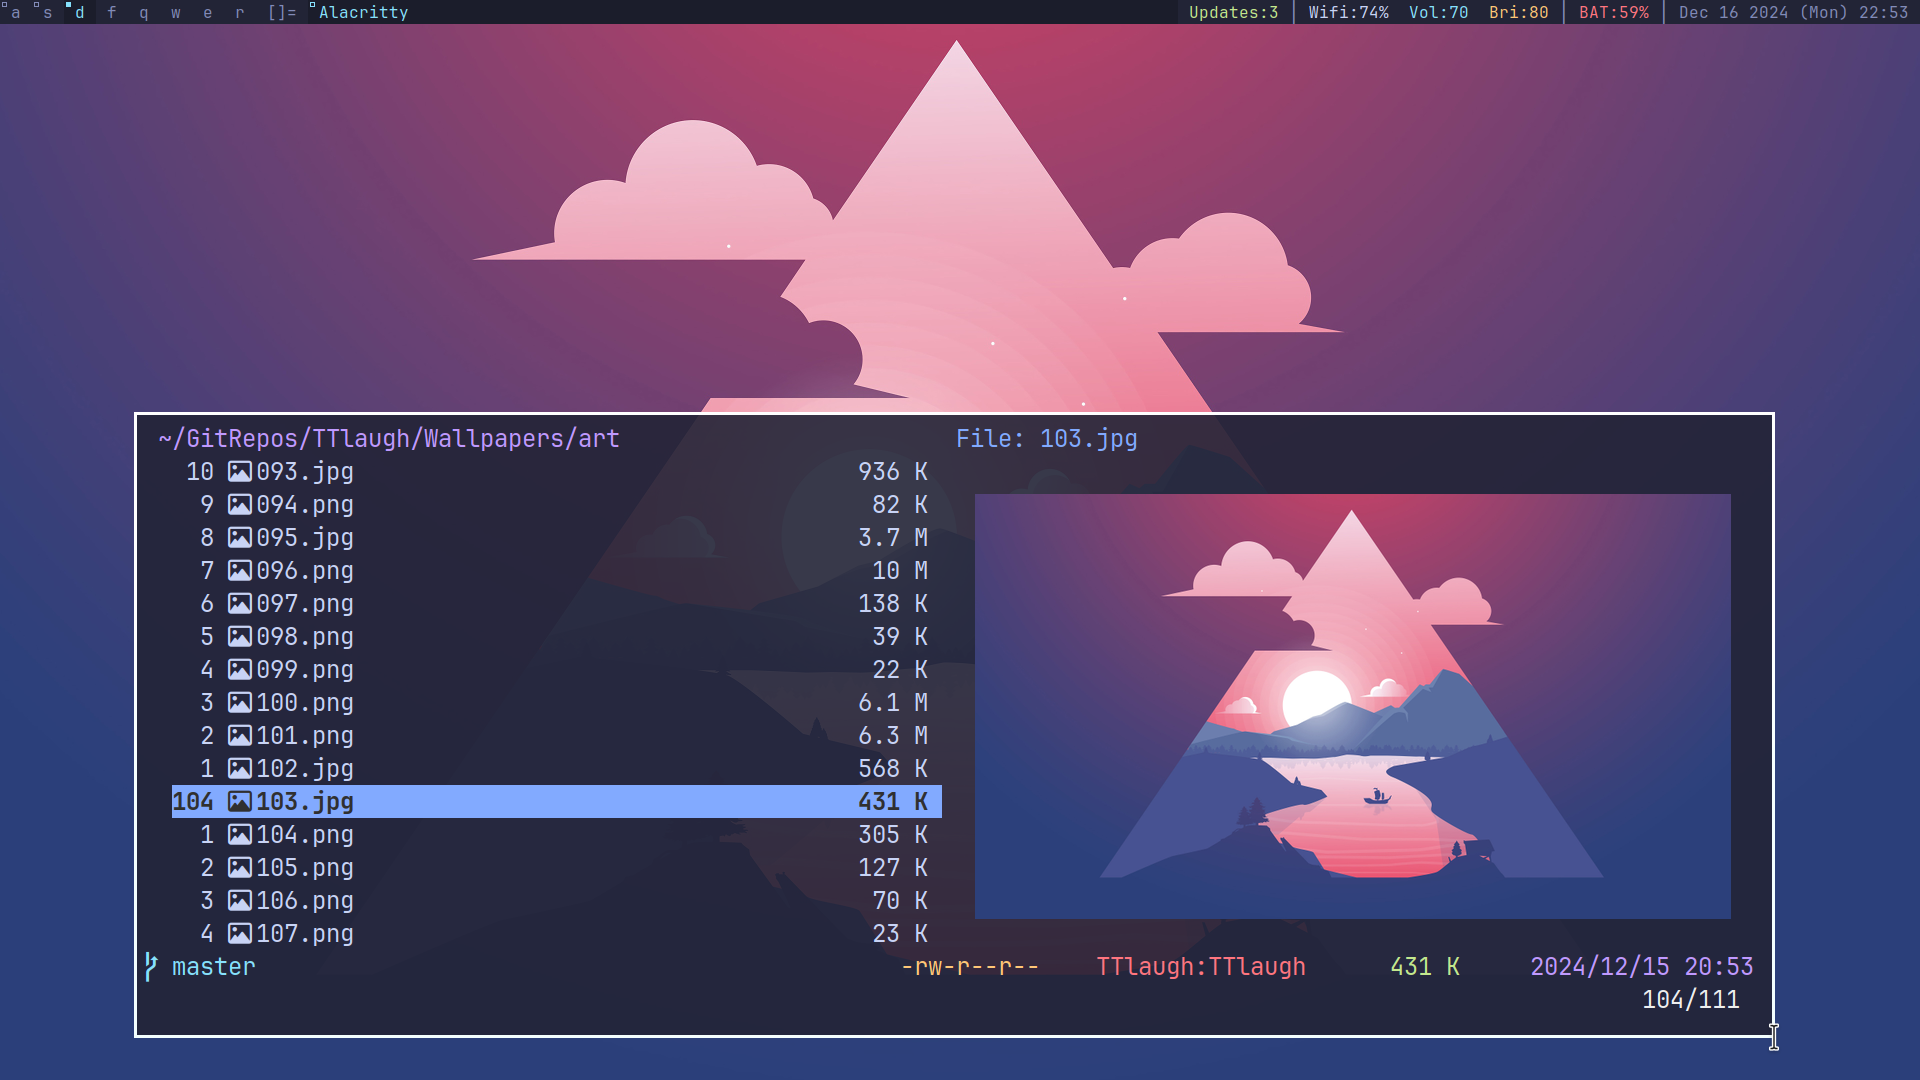 a s d f q w e r []= Alacritty Updates:3 | Wifi:74% Vol:70 Bri:80 | BAT:59% | Dec 16 2024 (Mon) 22:53
~/GitRepos/TTlaugh/Wallpapers/art File: 103.jpg
10 093.jpg 936 K
9 094.png 82 K
8 095.jpg 3.7 M
7 096.png 10 M
6 097.png 138 K
5 098.png 39 K
4 099.png 22 K
3 100.png 6.1 M
2 101.png 6.3 M
1 102.jpg 568 K
104 103.jpg 431 K
1 104.png 305 K
2 105.png 127 K
3 106.png 70 K
4 107.png 23 K
master -rw-r--r-- TTlaugh:TTlaugh 431 K 2024/12/15 20:53
104/111